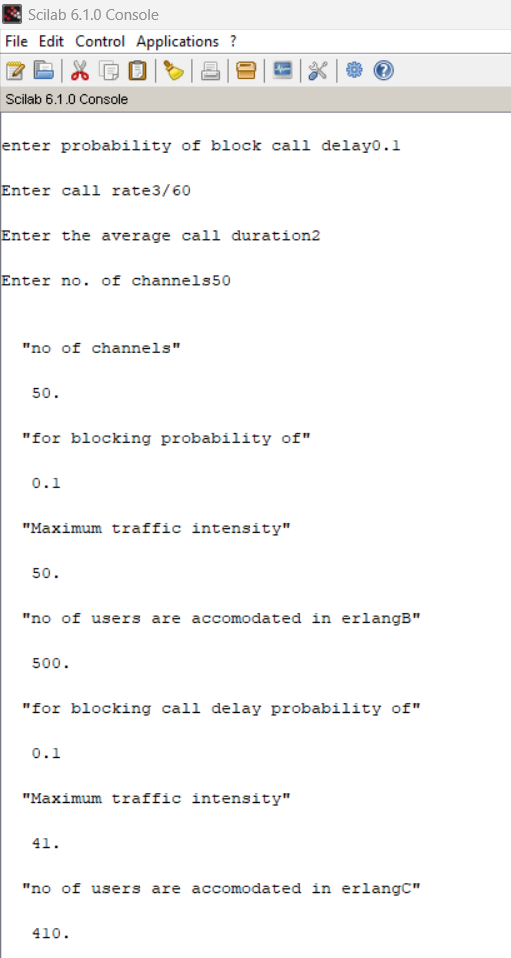 Scilab 6.1.0 Console
File Edit Control Applications ?
Scilab 6.1.0 Console
enter probability of block call delay0.1
Enter call rate3/60
Enter the average call duration2
Enter no. of channels50
"no of channels"
50.
"for blocking probability of"
0.1
"Maximum traffic intensity"
50.
"no of users are accomodated in erlangB"
500.
"for blocking call delay probability of"
0.1
"Maximum traffic intensity"
41.
"no of users are accomodated in erlangC"
410.